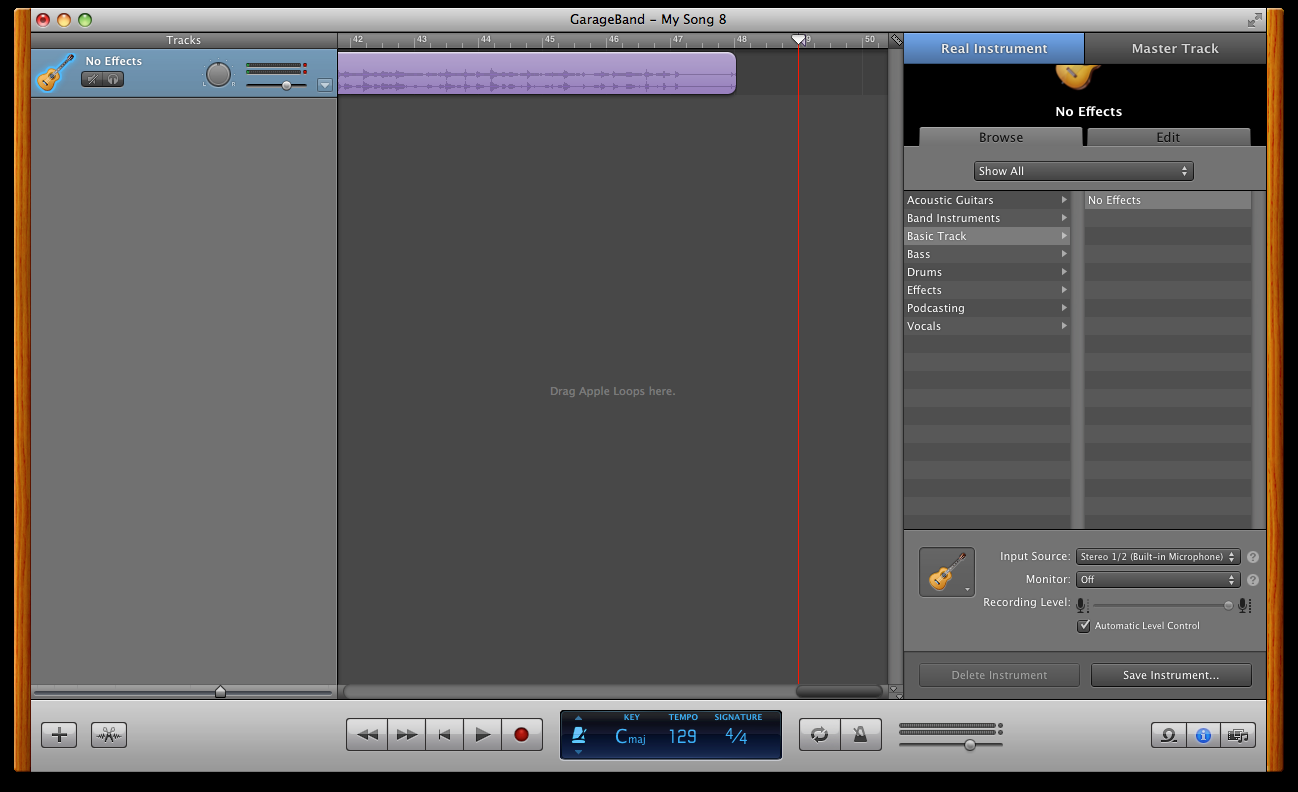 GarageBand – My Song 8
Tracks
42 43 44 45 46 47 48 9 50
Real Instrument
Master Track
No Effects
L R
No Effects
Browse
Edit
Show All
Acoustic Guitars
No Effects
Band Instruments
Basic Track
Bass
Drums
Effects
Podcasting
Vocals
Drag Apple Loops here.
Input Source: Stereo 1/2 (Built-in Microphone) ?
Monitor: Off ?
Recording Level:
Automatic Level Control
Delete Instrument
Save Instrument...
KEY TEMPO SIGNATURE
Cmaj 129 4/4